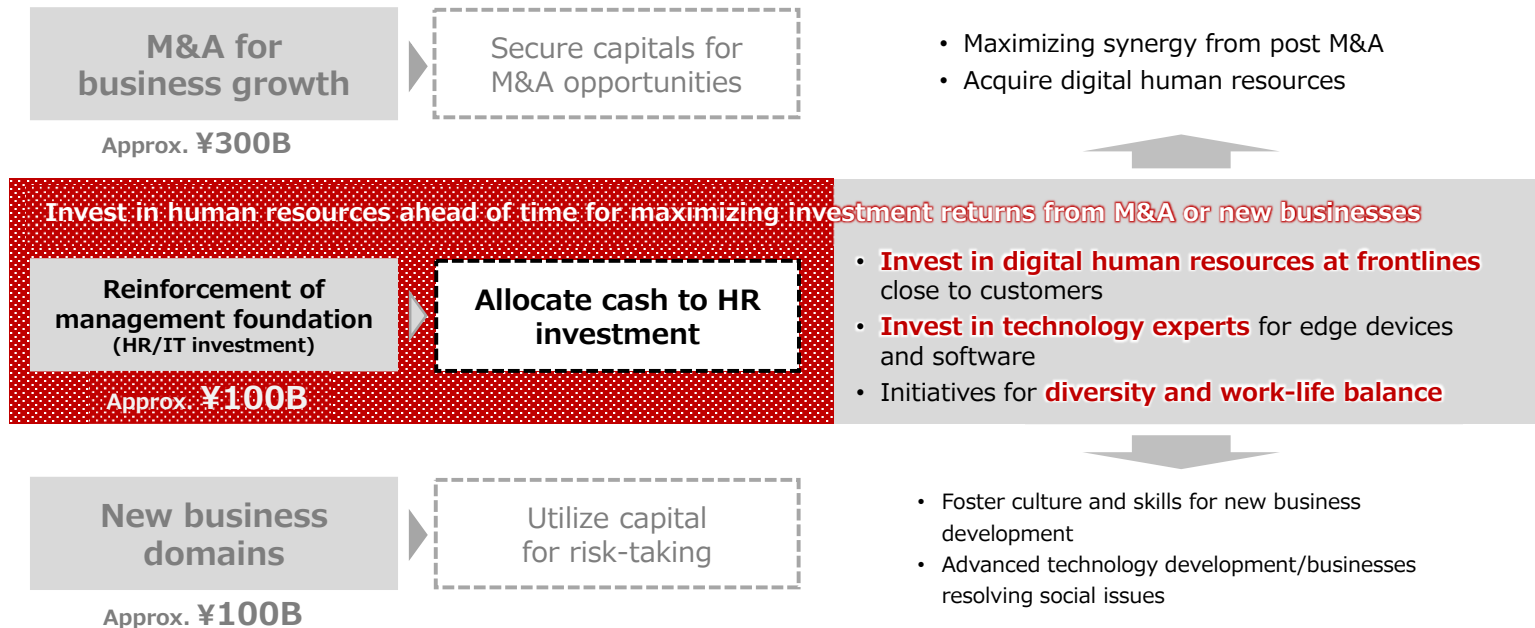 M&A for
business growth
Approx. ¥300B
Secure capitals for
M&A opportunities
• Maximizing synergy from post M&A
• Acquire digital human resources
Invest in human resources ahead of time for maximizing investment returns from M&A or new businesses
Reinforcement of
management foundation
(HR/IT investment)
Approx. ¥100B
Allocate cash to HR
investment
• Invest in digital human resources at frontlines
close to customers
• Invest in technology experts for edge devices
and software
• Initiatives for diversity and work-life balance
New business
domains
Approx. ¥100B
Utilize capital
for risk-taking
• Foster culture and skills for new business
development
• Advanced technology development/businesses
resolving social issues